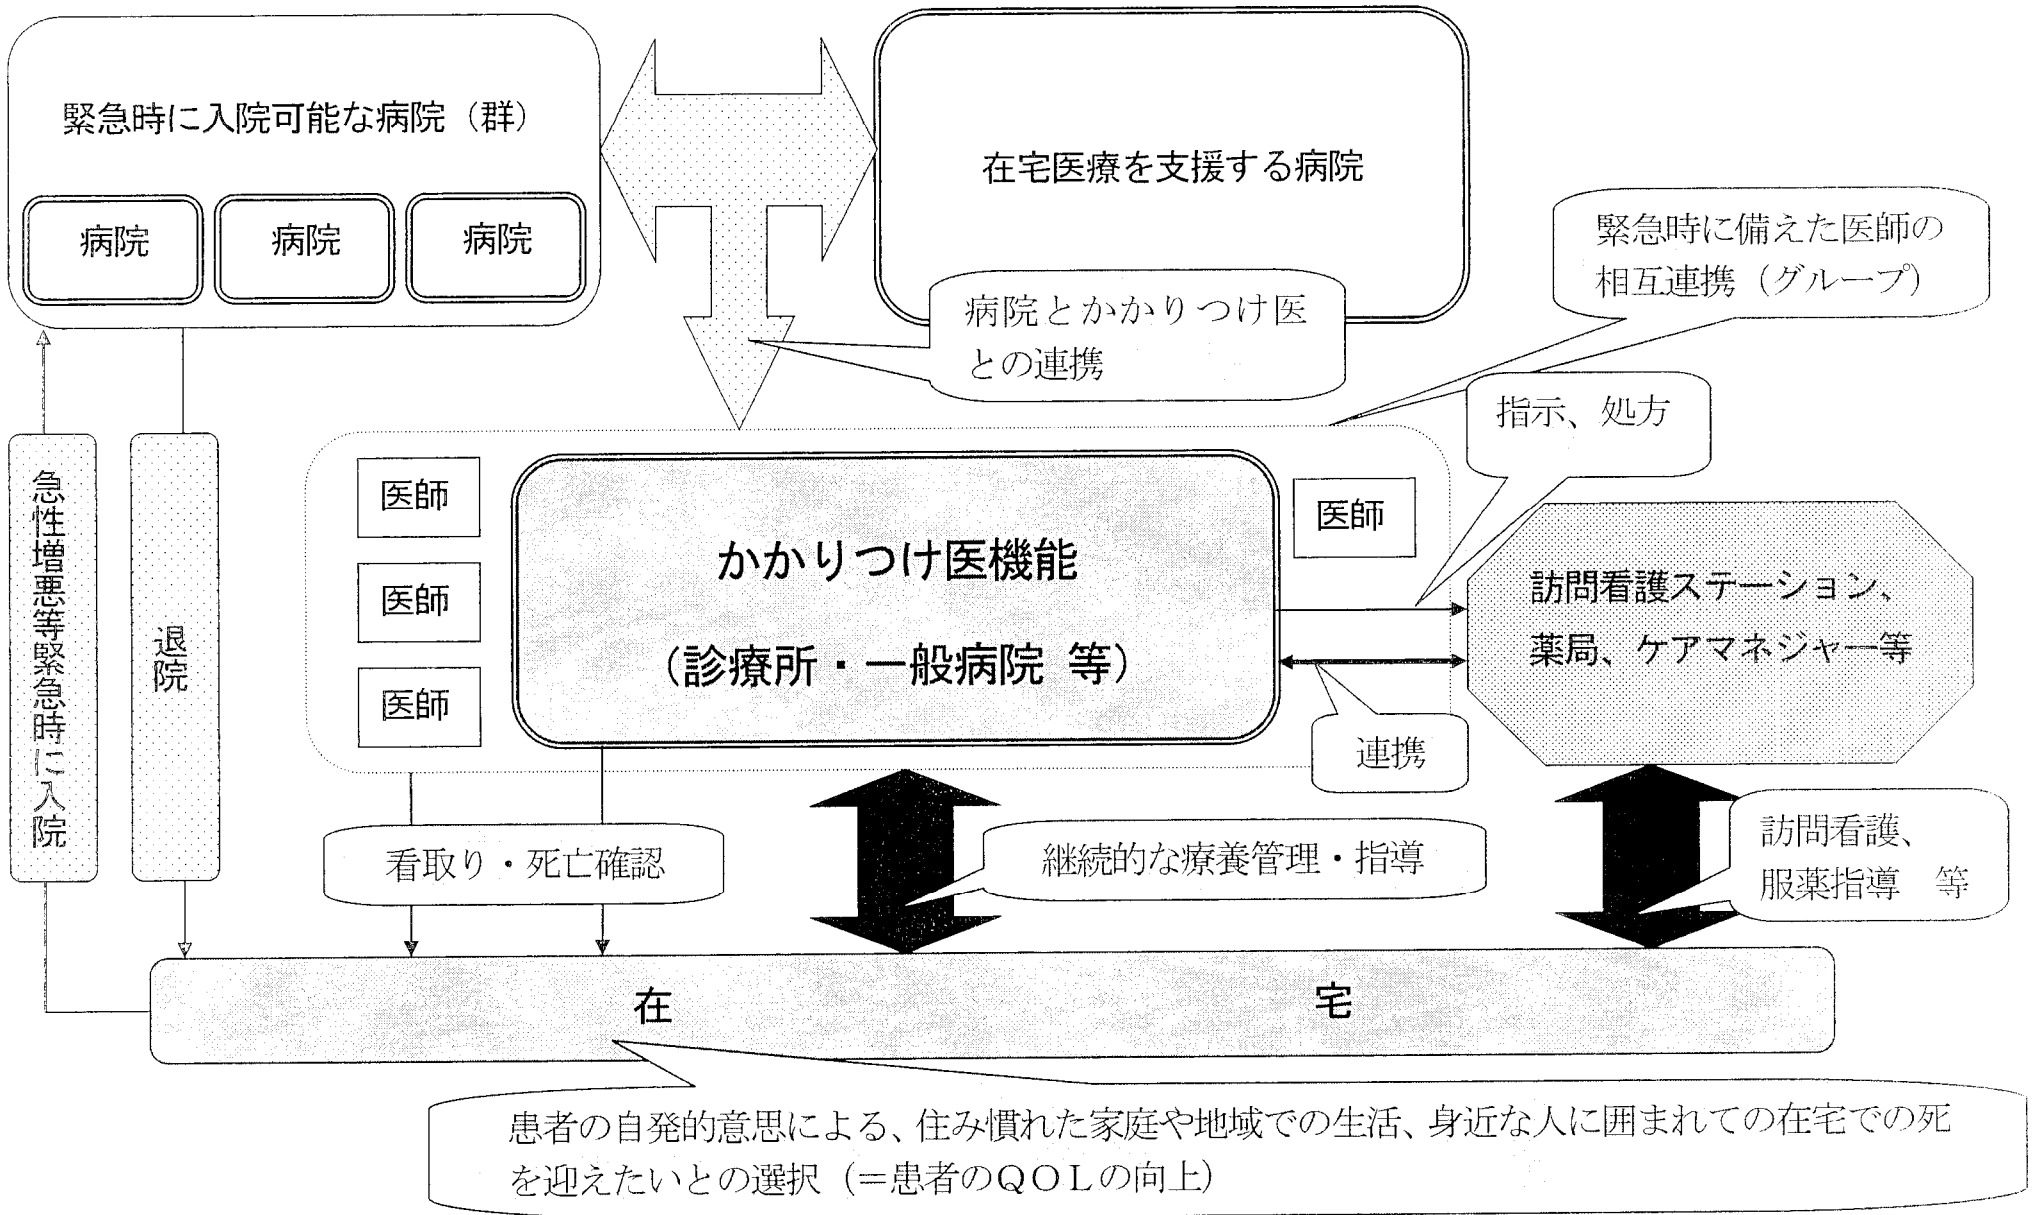 緊急時に入院可能な病院（群）
病院
病院
病院
在宅医療を支援する病院
緊急時に備えた医師の
相互連携（グループ）
病院とかかりつけ医
との連携
指示、処方
急性増悪等緊急時に入院
退院
医師
医師
医師
かかりつけ医機能
（診療所・一般病院 等）
医師
訪問看護ステーション、
薬局、ケアマネジャー等
連携
看取り・死亡確認
継続的な療養管理・指導
訪問看護、
服薬指導　等
在　宅
患者の自発的意思による、住み慣れた家庭や地域での生活、身近な人に囲まれての在宅での死
を迎えたいとの選択（＝患者のＱＯＬの向上）